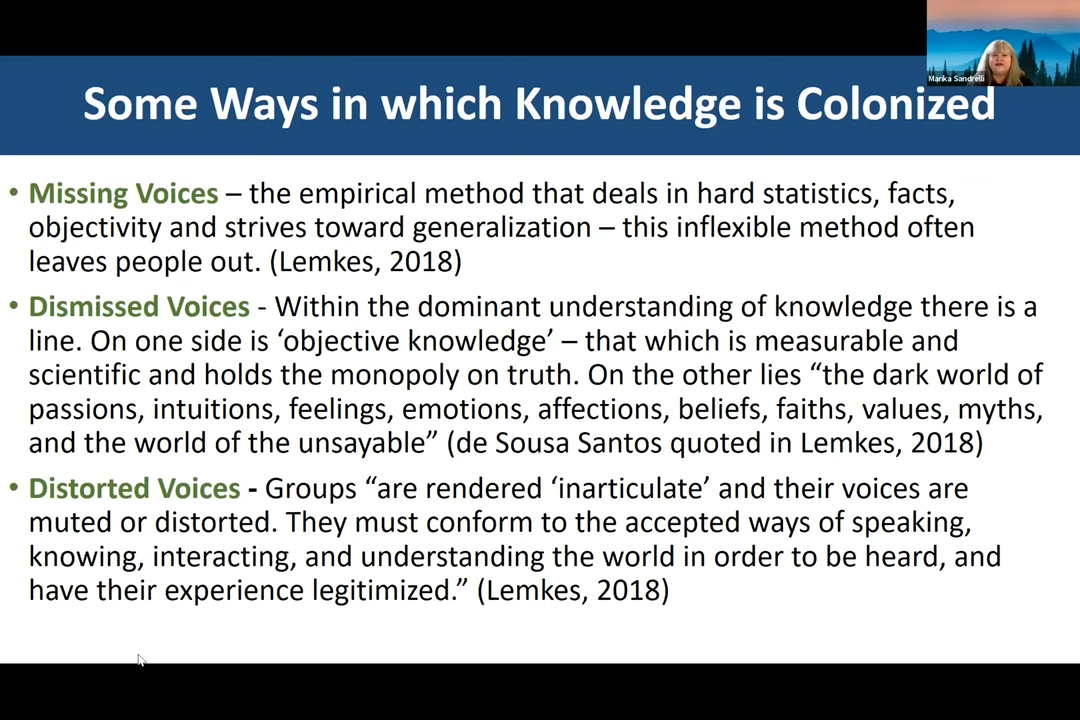 Marika Sandrelli
Some Ways in which Knowledge is Colonized
• Missing Voices – the empirical method that deals in hard statistics, facts,
objectivity and strives toward generalization – this inflexible method often
leaves people out. (Lemkes, 2018)
• Dismissed Voices - Within the dominant understanding of knowledge there is a
line. On one side is ‘objective knowledge’ – that which is measurable and
scientific and holds the monopoly on truth. On the other lies “the dark world of
passions, intuitions, feelings, emotions, affections, beliefs, faiths, values, myths,
and the world of the unsayable” (de Sousa Santos quoted in Lemkes, 2018)
• Distorted Voices - Groups “are rendered ‘inarticulate’ and their voices are
muted or distorted. They must conform to the accepted ways of speaking,
knowing, interacting, and understanding the world in order to be heard, and
have their experience legitimized.” (Lemkes, 2018)